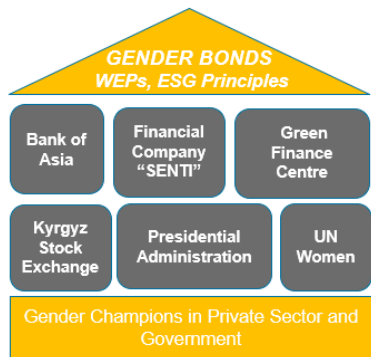 GENDER BONDS
WEPs, ESG Principles
Bank of
Asia
Financial
Company
“SENTI”
Green
Finance
Centre
Kyrgyz
Stock
Exchange
Presidential
Administration
UN
Women
Gender Champions in Private Sector and
Government